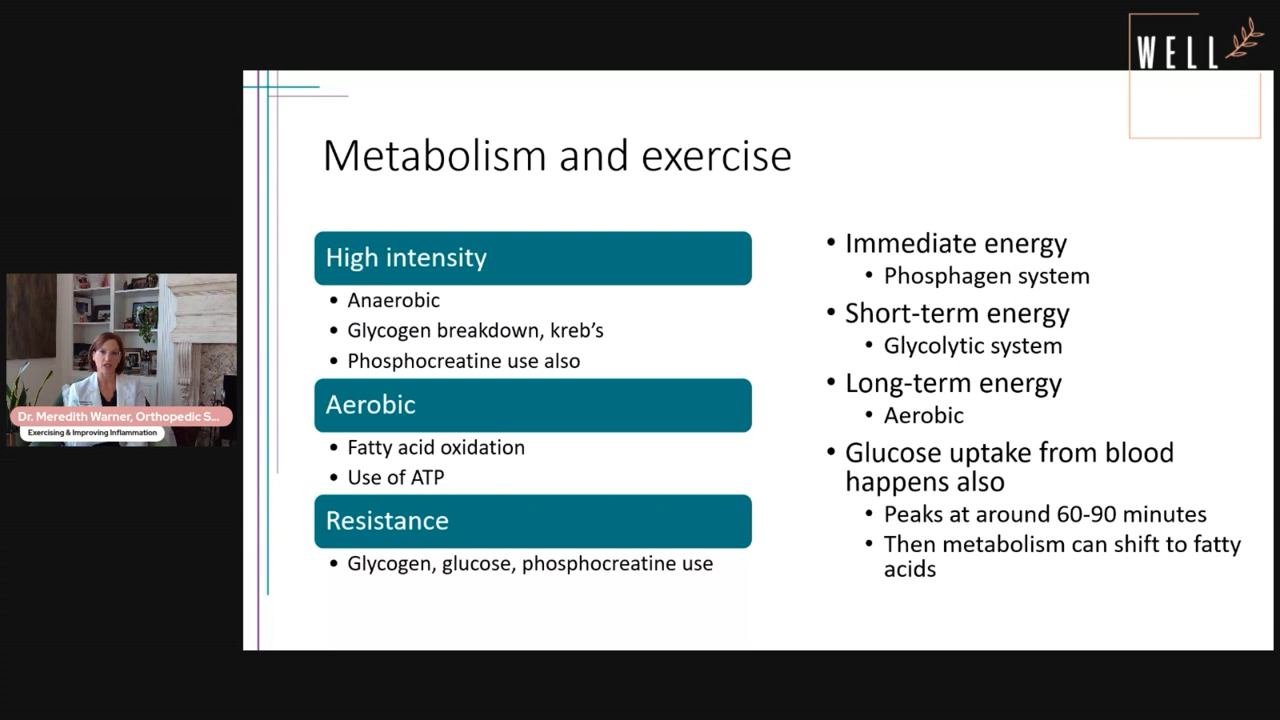 WELL
Metabolism and exercise
High intensity
• Anaerobic
• Glycogen breakdown, kreb's
• Phosphocreatine use also
Aerobic
• Fatty acid oxidation
• Use of ATP
Resistance
• Glycogen, glucose, phosphocreatine use
• Immediate energy
• Phosphagen system
• Short-term energy
• Glycolytic system
• Long-term energy
• Aerobic
• Glucose uptake from blood
happens also
• Peaks at around 60-90 minutes
• Then metabolism can shift to fatty
acids
Dr. Meredith Warner, Orthopedic S...
Exercising & Improving Inflammation